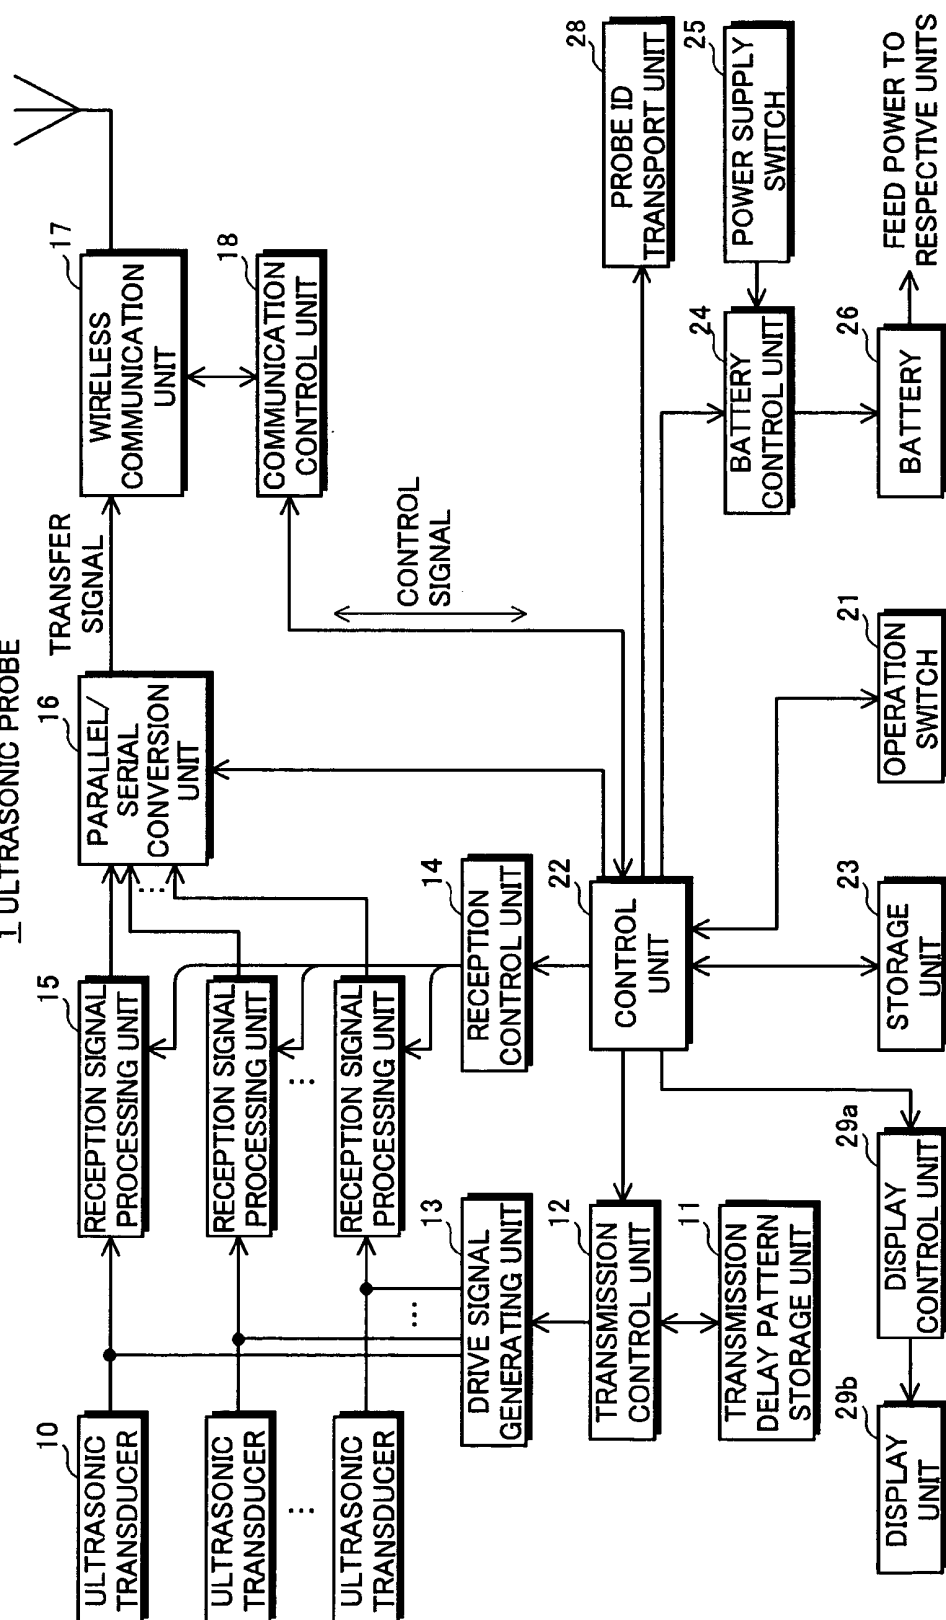 1 ULTRASONIC PROBE
10
ULTRASONIC
TRANSDUCER
ULTRASONIC
TRANSDUCER
...
ULTRASONIC
TRANSDUCER
15
RECEPTION SIGNAL
PROCESSING UNIT
RECEPTION SIGNAL
PROCESSING UNIT
...
RECEPTION SIGNAL
PROCESSING UNIT
...
16
PARALLEL/
SERIAL
CONVERSION
UNIT
...
TRANSFER
SIGNAL
17
WIRELESS
COMMUNICATION
UNIT
18
COMMUNICATION
CONTROL UNIT
CONTROL
SIGNAL
13
DRIVE SIGNAL
GENERATING UNIT
14
RECEPTION
CONTROL UNIT
12
TRANSMISSION
CONTROL UNIT
22
CONTROL
UNIT
28
PROBE ID
TRANSPORT UNIT
11
TRANSMISSION
DELAY PATTERN
STORAGE UNIT
24
BATTERY
CONTROL UNIT
25
POWER SUPPLY
SWITCH
29b
DISPLAY
UNIT
29a
DISPLAY
CONTROL UNIT
23
STORAGE
UNIT
21
OPERATION
SWITCH
26
BATTERY
FEED POWER TO
RESPECTIVE UNITS